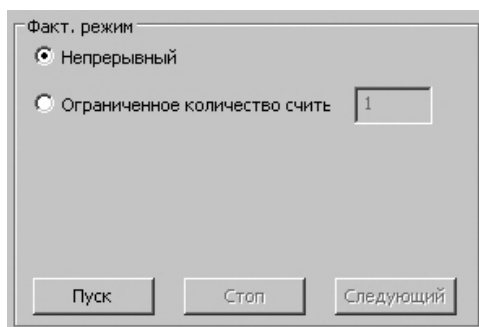 Факт. режим
Непрерывный
Ограниченное количество считЬ 1
Пуск Стоп Следующий